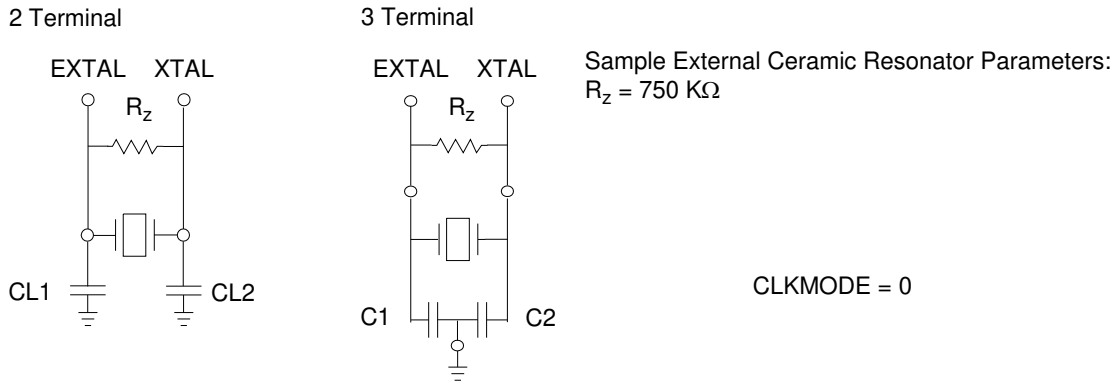 2 Terminal
3 Terminal
EXTAL XTAL
EXTAL XTAL
Sample External Ceramic Resonator Parameters:
Rz = 750 KΩ
Rz
Rz
CL1
CL2
C1
C2
CLKMODE = 0